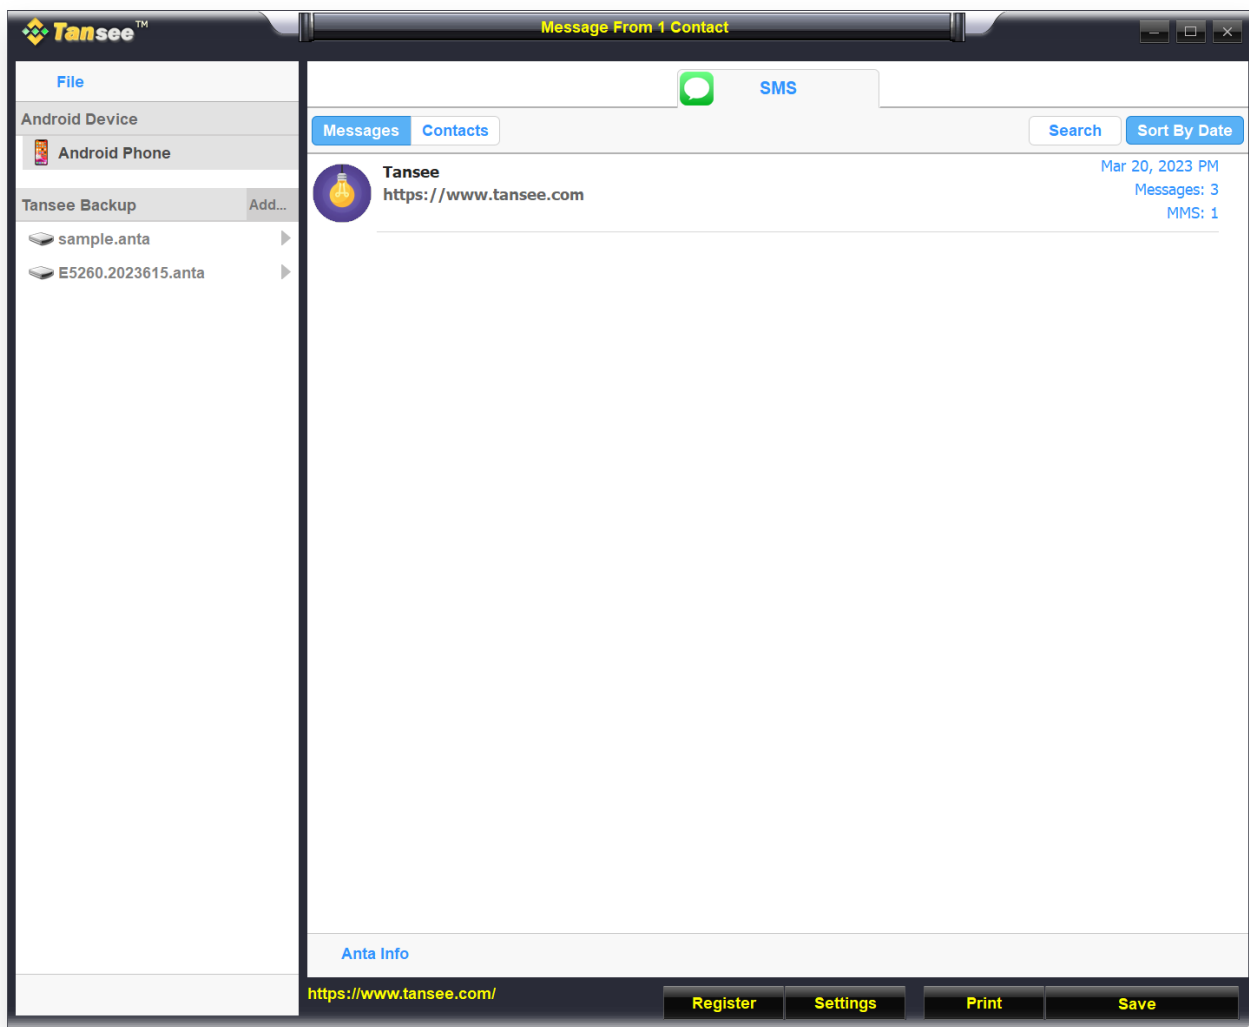 Tansee™
Message From 1 Contact
File
SMS
Android Device
Messages
Contacts
Search
Sort By Date
Android Phone
Tansee
https://www.tansee.com
Mar 20, 2023 PM
Messages: 3
MMS: 1
Tansee Backup
Add...
sample.anta
E5260.2023615.anta
Anta Info
https://www.tansee.com/
Register
Settings
Print
Save